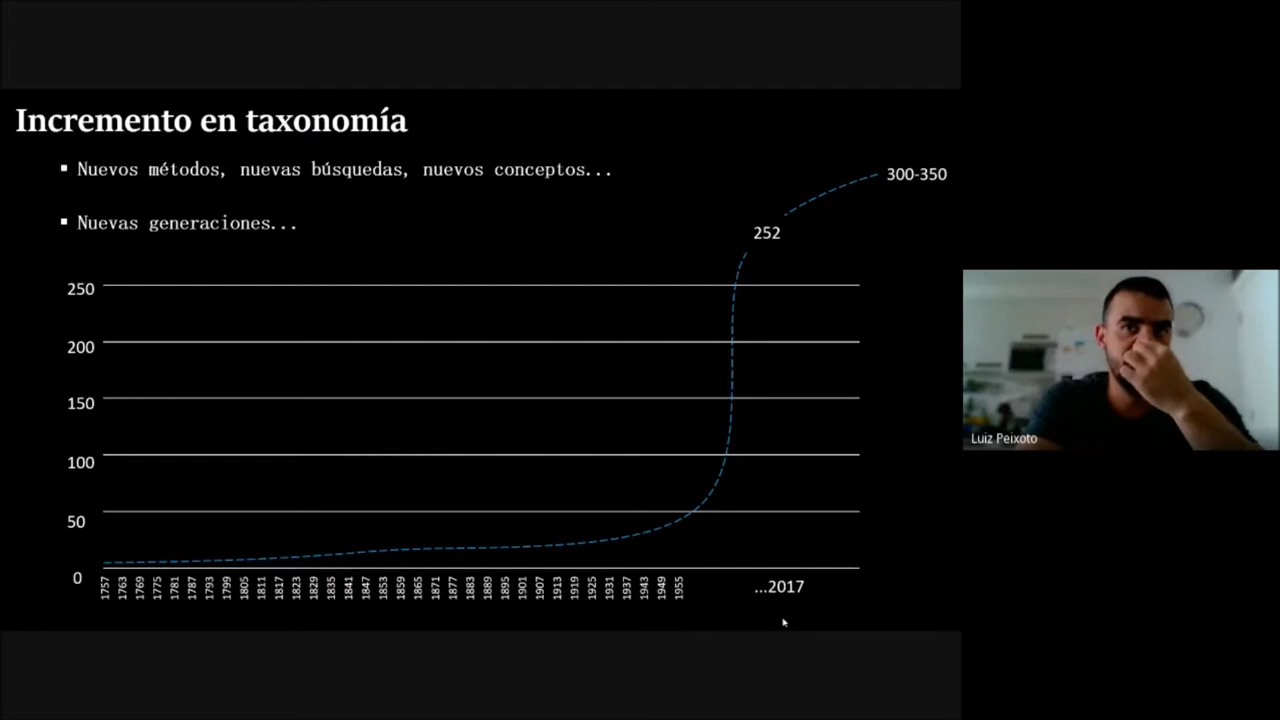 Incremento en taxonomía
▪ Nuevos métodos, nuevas búsquedas, nuevos conceptos...
300-350
▪ Nuevas generaciones...
252
250
200
150
100
50
0
1757 1763 1769 1775 1781 1787 1793 1799 1805 1811 1817 1823 1829 1835 1841 1847 1853 1859 1865 1871 1877 1883 1889 1895 1901 1907 1913 1919 1925 1931 1937 1943 1949 1955
...2017
Luiz Peixoto